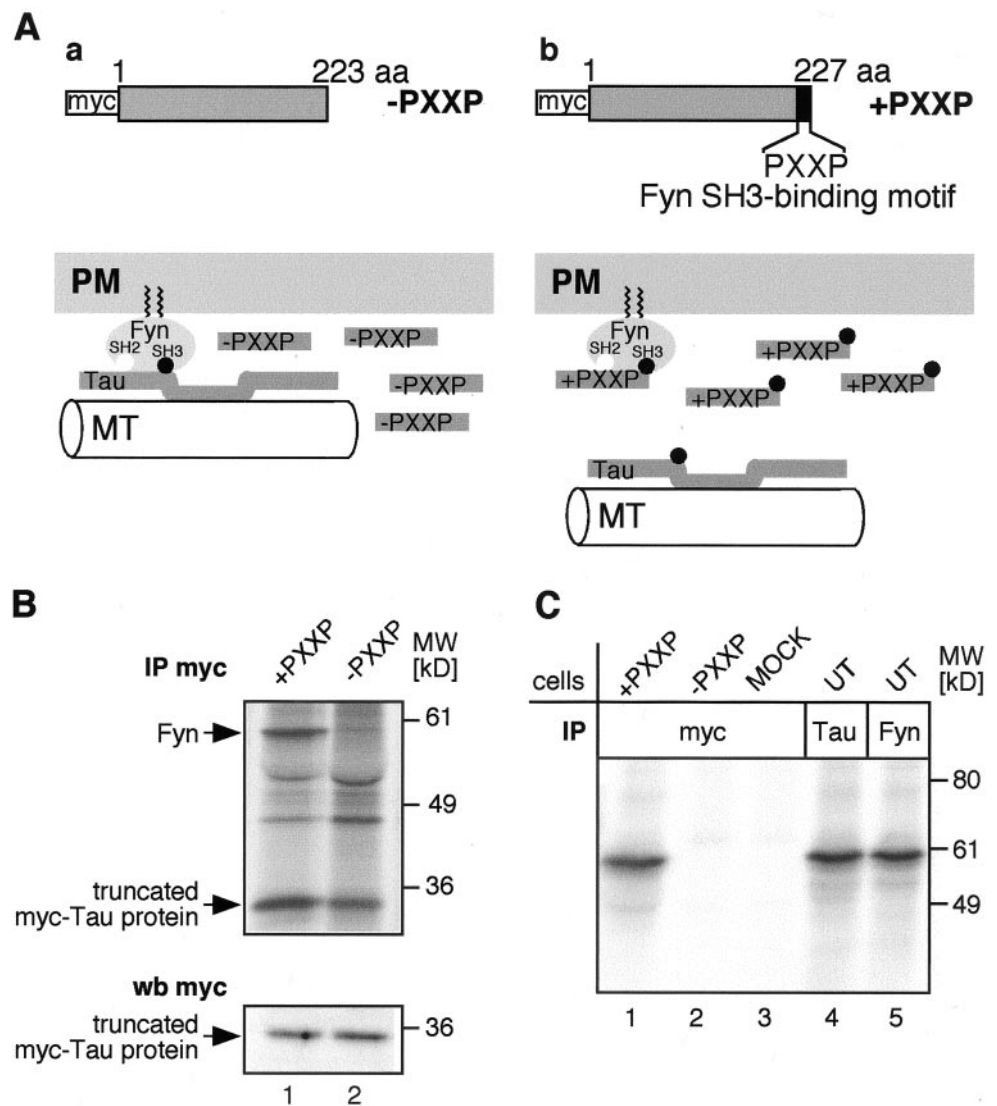 A
a
1
223 aa
myc
-PXXP
b
1
227 aa
myc
+PXXP
PXXP
Fyn SH3-binding motif
PM
Fyn
SH2
SH3
-PXXP
-PXXP
Tau
-PXXP
-PXXP
MT
PM
Fyn
SH2
SH3
+PXXP
+PXXP
+PXXP
+PXXP
Tau
MT
B
IP myc
+PXXP
-PXXP
MW
[kD]
Fyn
61
49
36
truncated
myc-Tau protein
wb myc
truncated
myc-Tau protein
36
1 2
C
cells
+PXXP
-PXXP
MOCK
UT
UT
MW
[kD]
IP
myc
Tau
Fyn
80
61
49
1 2 3 4 5